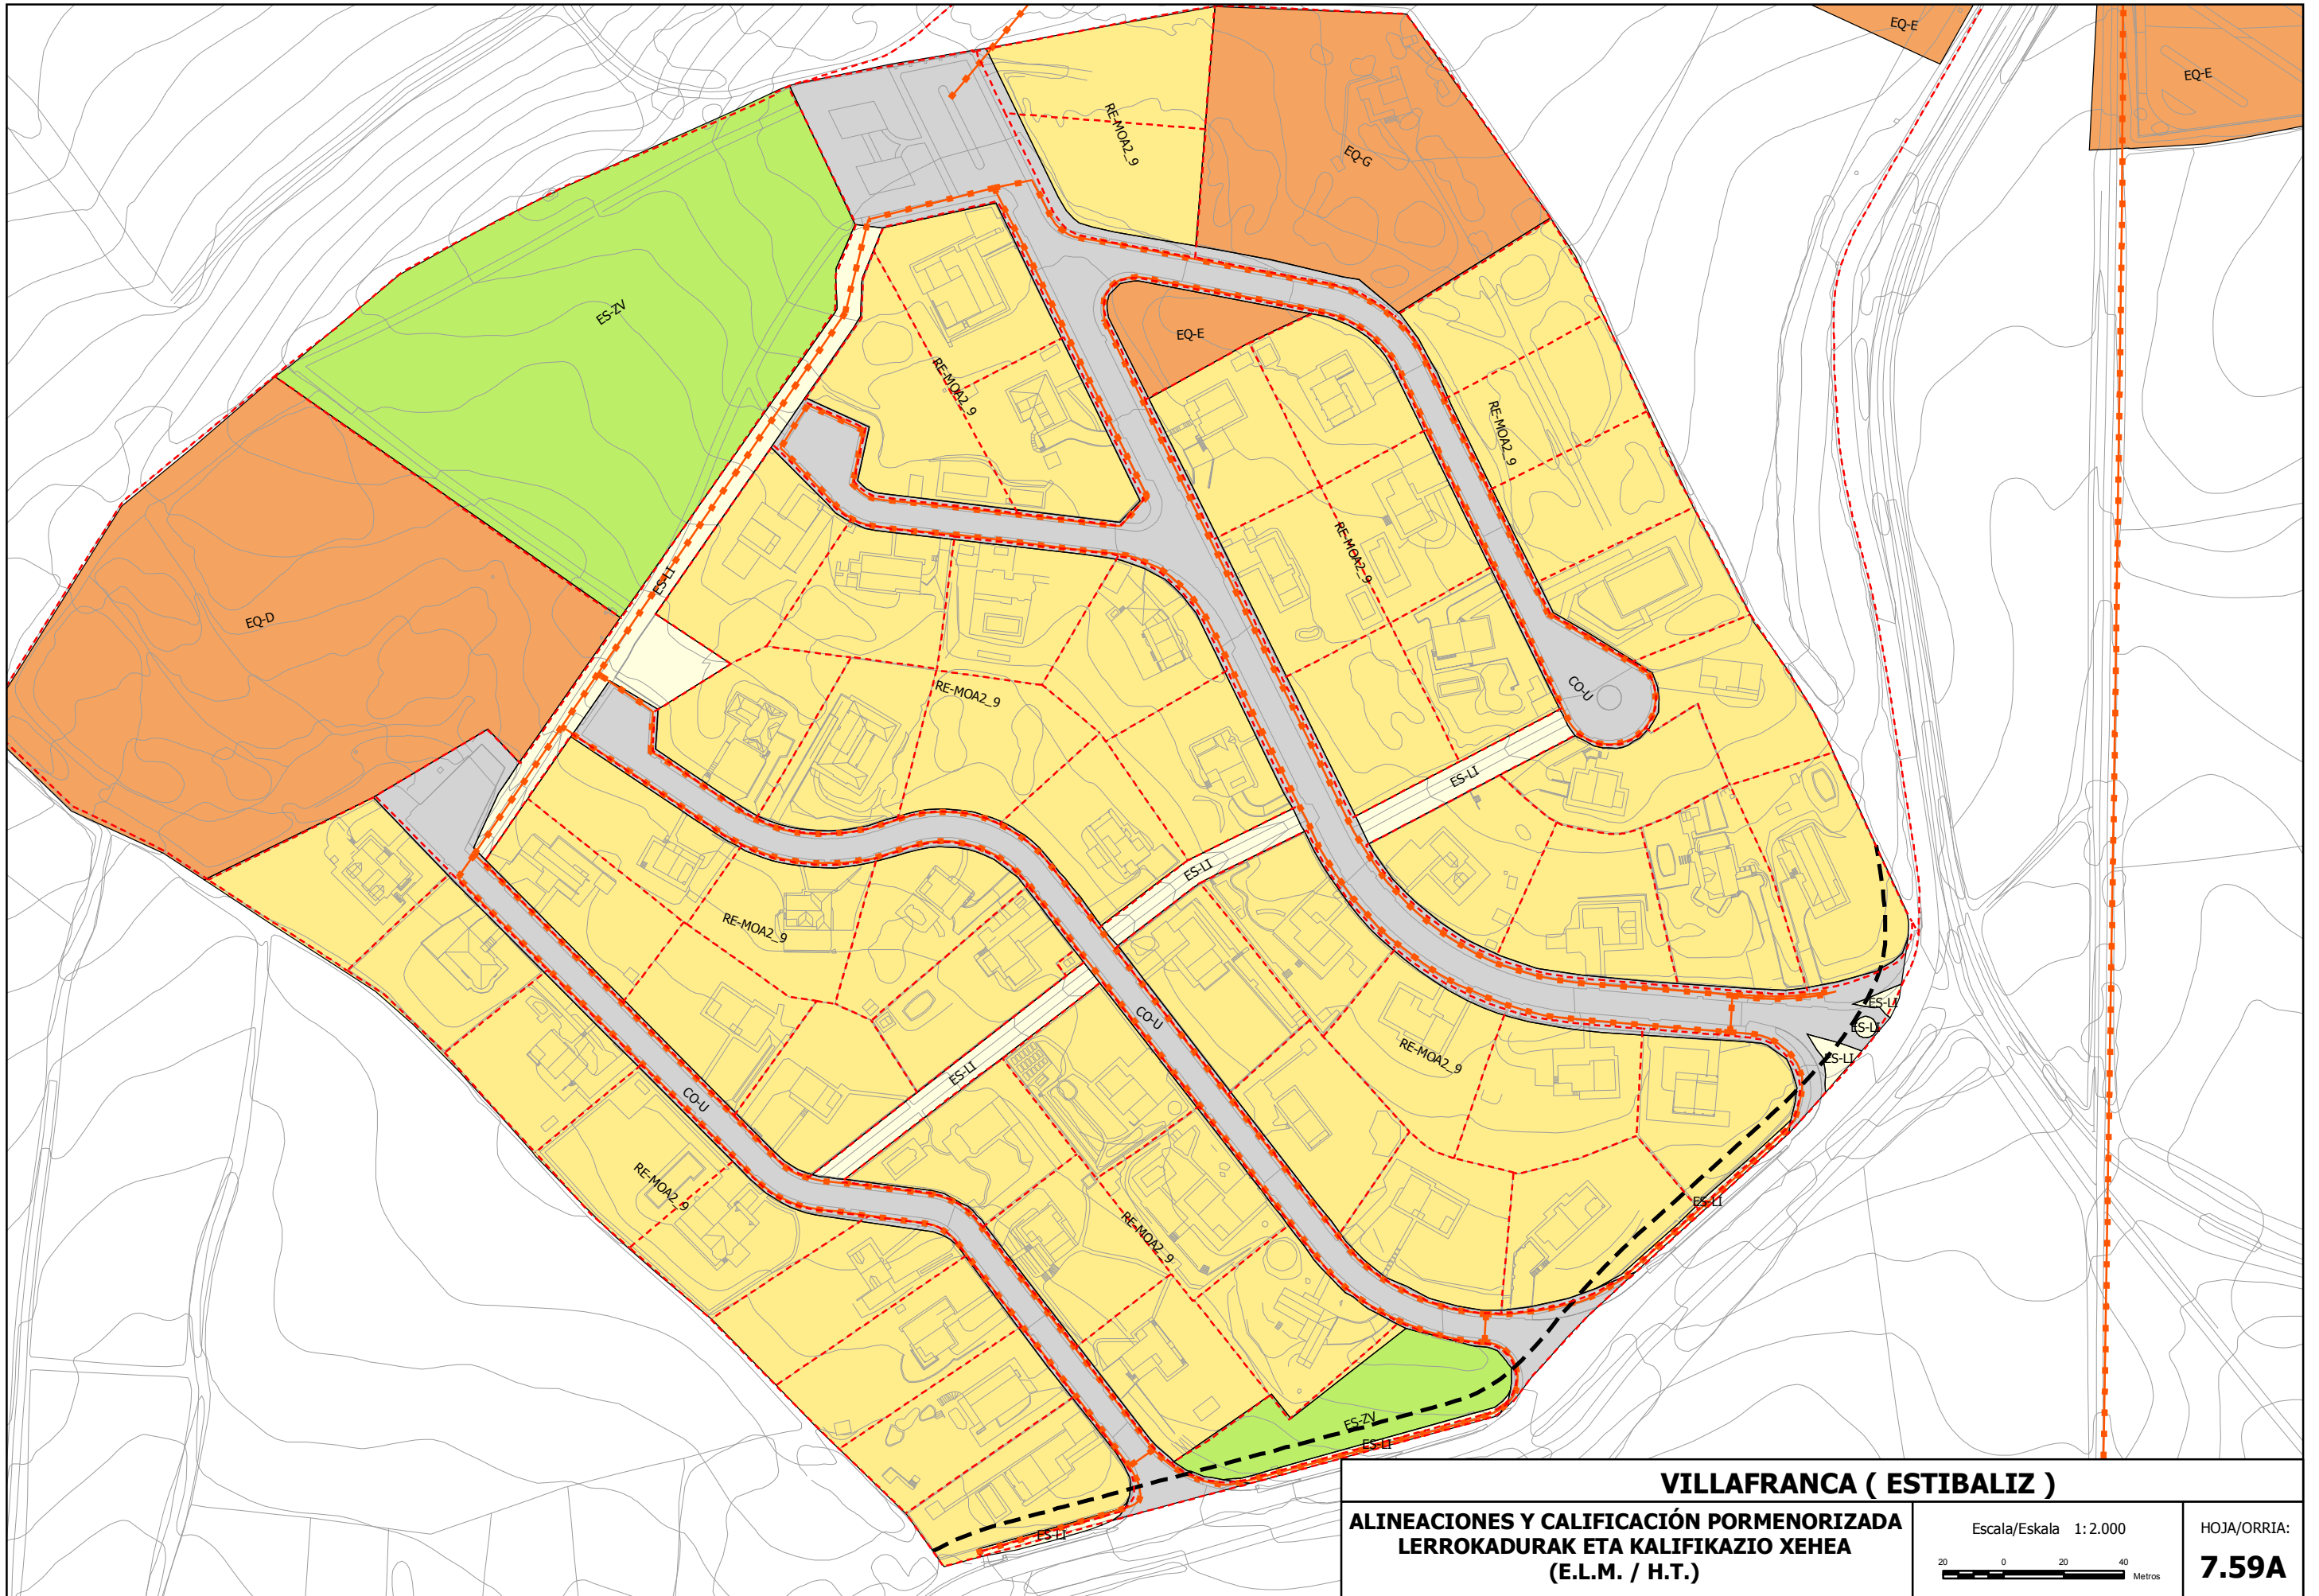 EQ-E
EQ-E
RE-MOA2_9
EQ-G
ES-ZV
EQ-E
RE-MOA2_9
RE-MOA2_9
RE-MOA2_9
ES-LI
EQ-D
RE-MOA2_9
CO-U
ES-LI
ES-LI
RE-MOA2_9
ES-LI
CO-U
ES-LI
RE-MOA2_9
ES-LI
ES-LI
CO-U
RE-MOA2_9
ES-LI
RE-MOA2_9
ES-ZV
ES-LI
ES-LI
VILLAFRANCA ( ESTIBALIZ )
ALINEACIONES Y CALIFICACIÓN PORMENORIZADA
LERROKADURAK ETA KALIFIKAZIO XEHEA
(E.L.M. / H.T.)
Escala/Eskala 1:2.000
20 0 20 40
Metros
HOJA/ORRIA:
7.59A